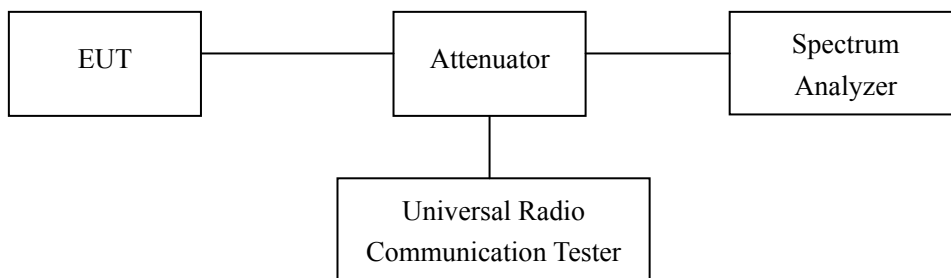 EUT
Attenuator
Spectrum
Analyzer
Universal Radio
Communication Tester